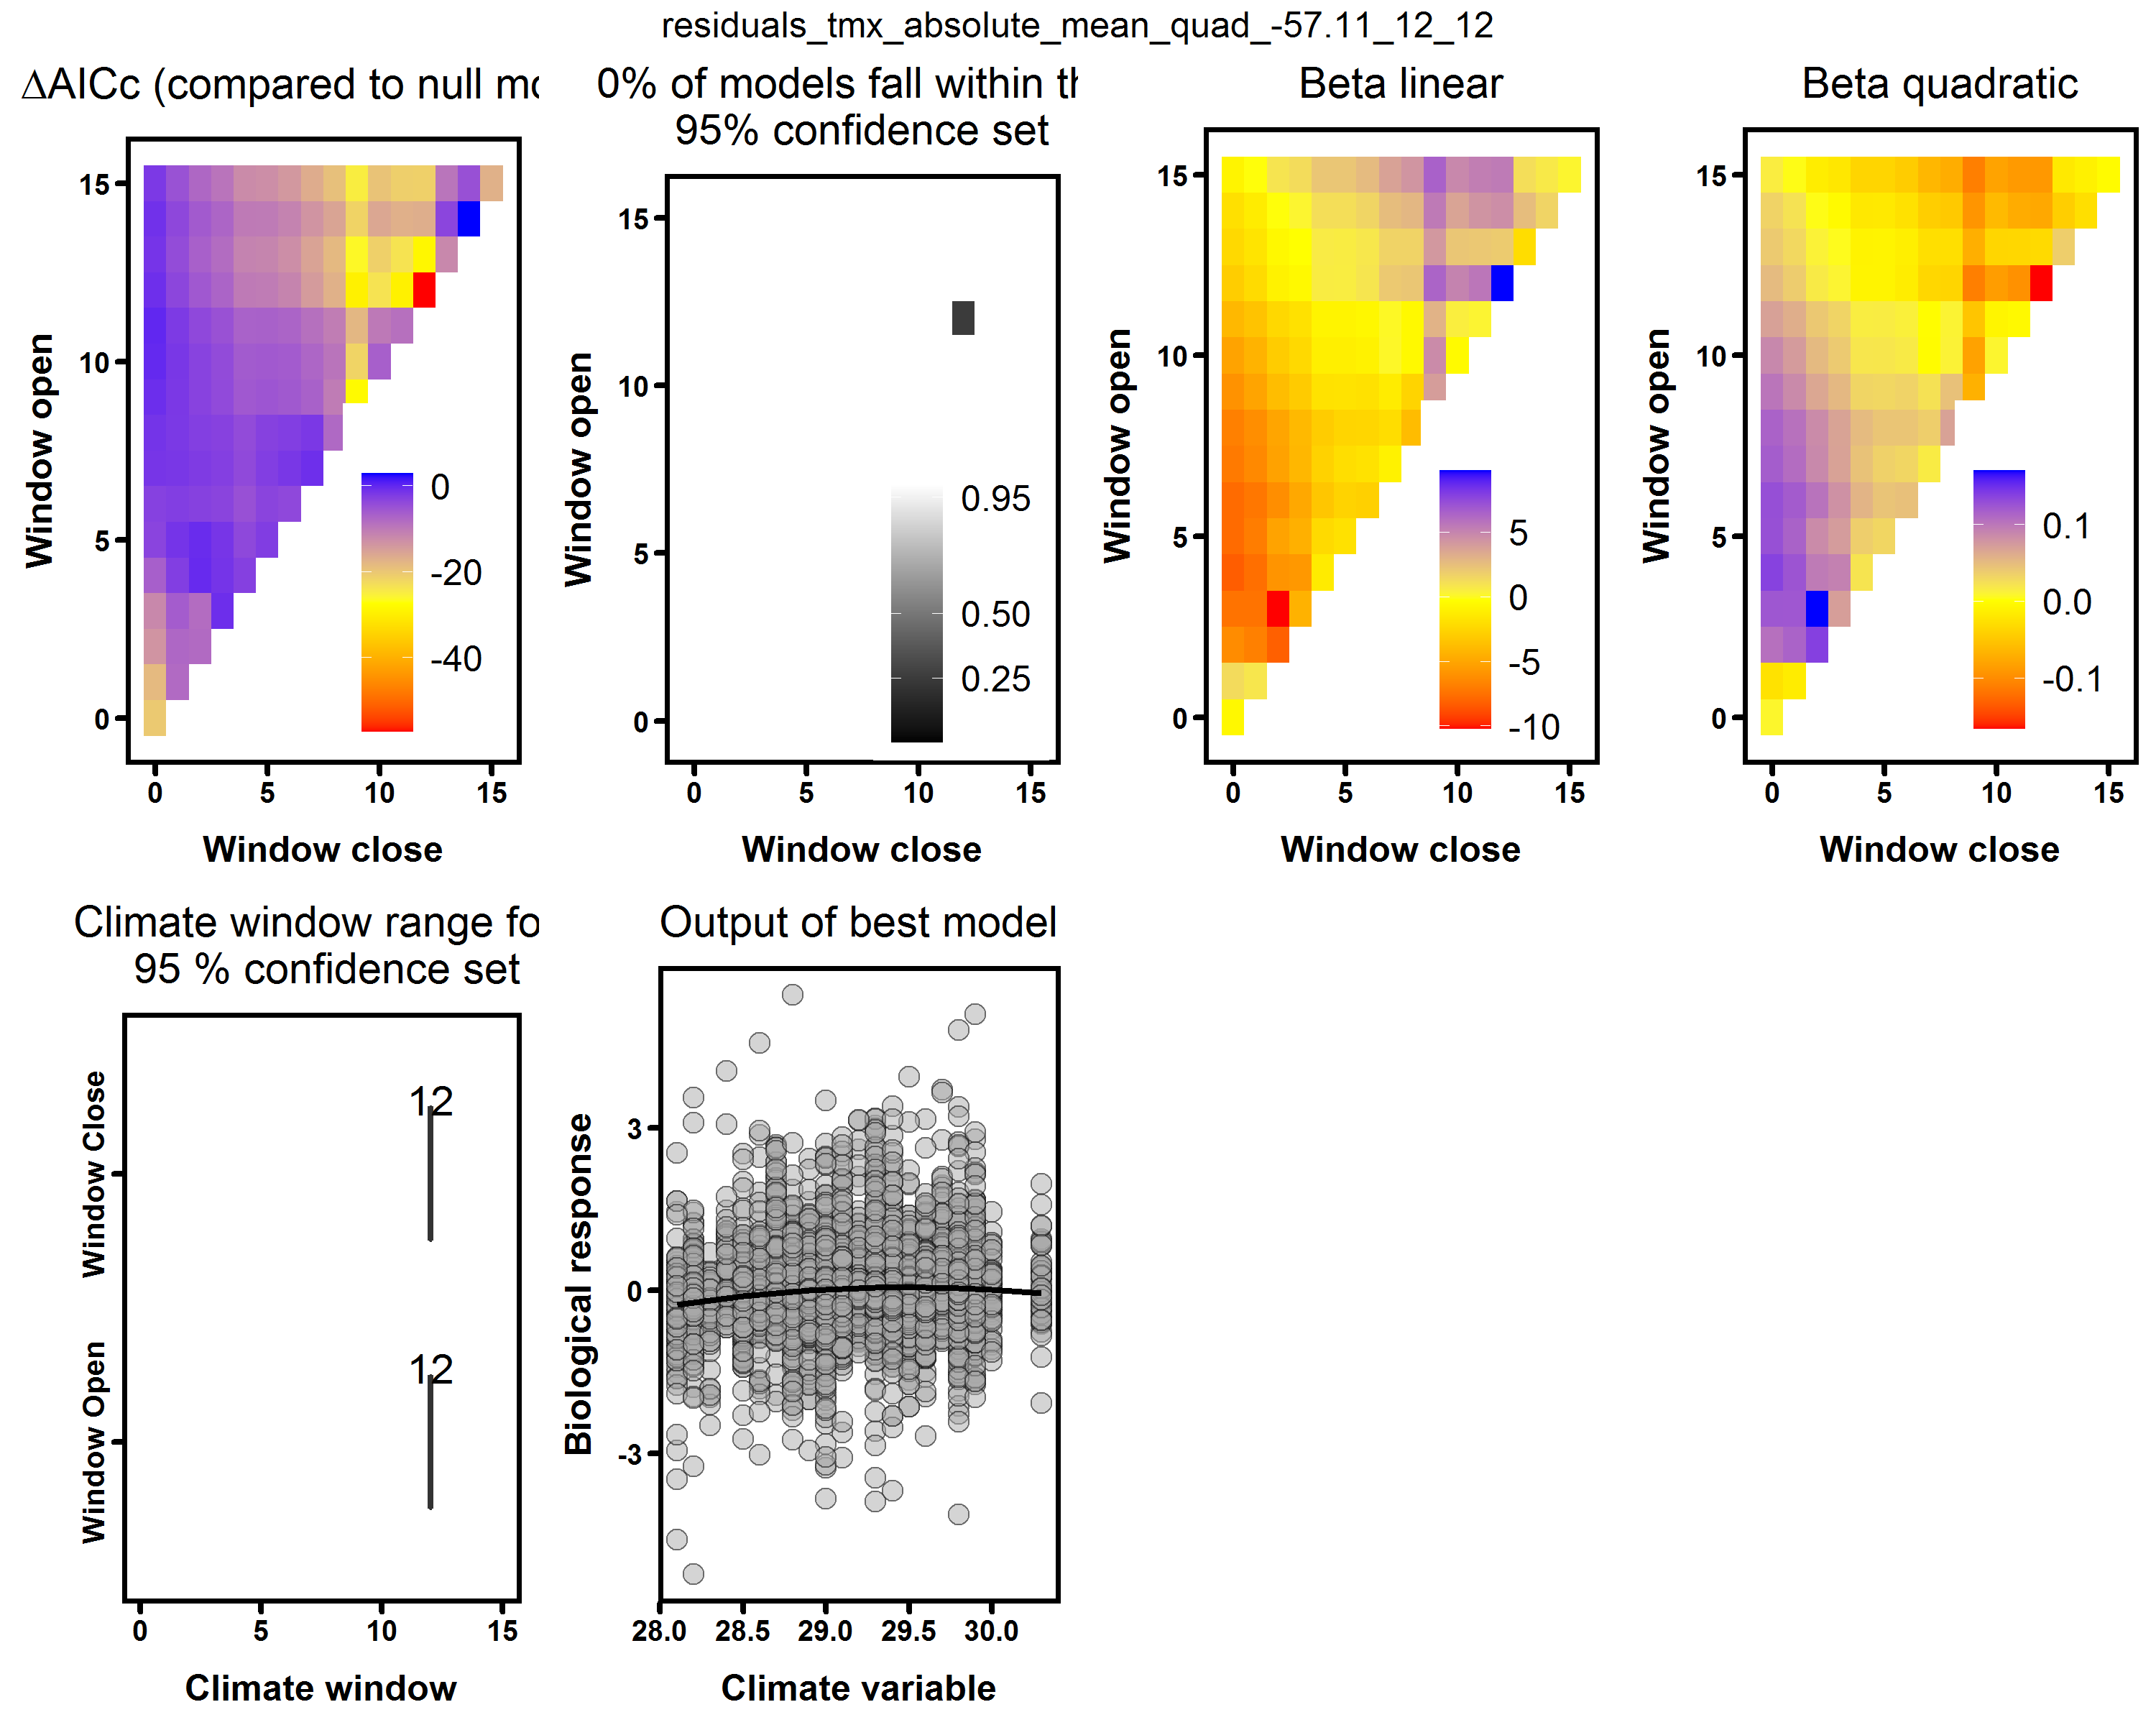 residuals_tmx_absolute_mean_quad_-57.11_12_12
ΔAICc (compared to null mo
15
10
5
0
Window open
0
-20
-40
0 5 10 15
Window close
0% of models fall within th
95% confidence set
15
10
5
0
Window open
0.95
0.50
0.25
0 5 10 15
Window close
Beta linear
15
10
5
0
Window open
5
0
-5
-10
0 5 10 15
Window close
Beta quadratic
15
10
5
0
Window open
0.1
0.0
-0.1
0 5 10 15
Window close
Climate window range fo
95 % confidence set
Window Close
12
Window Open
12
0 5 10 15
Climate window
Output of best model
Biological response
3
0
-3
28.0 28.5 29.0 29.5 30.0
Climate variable